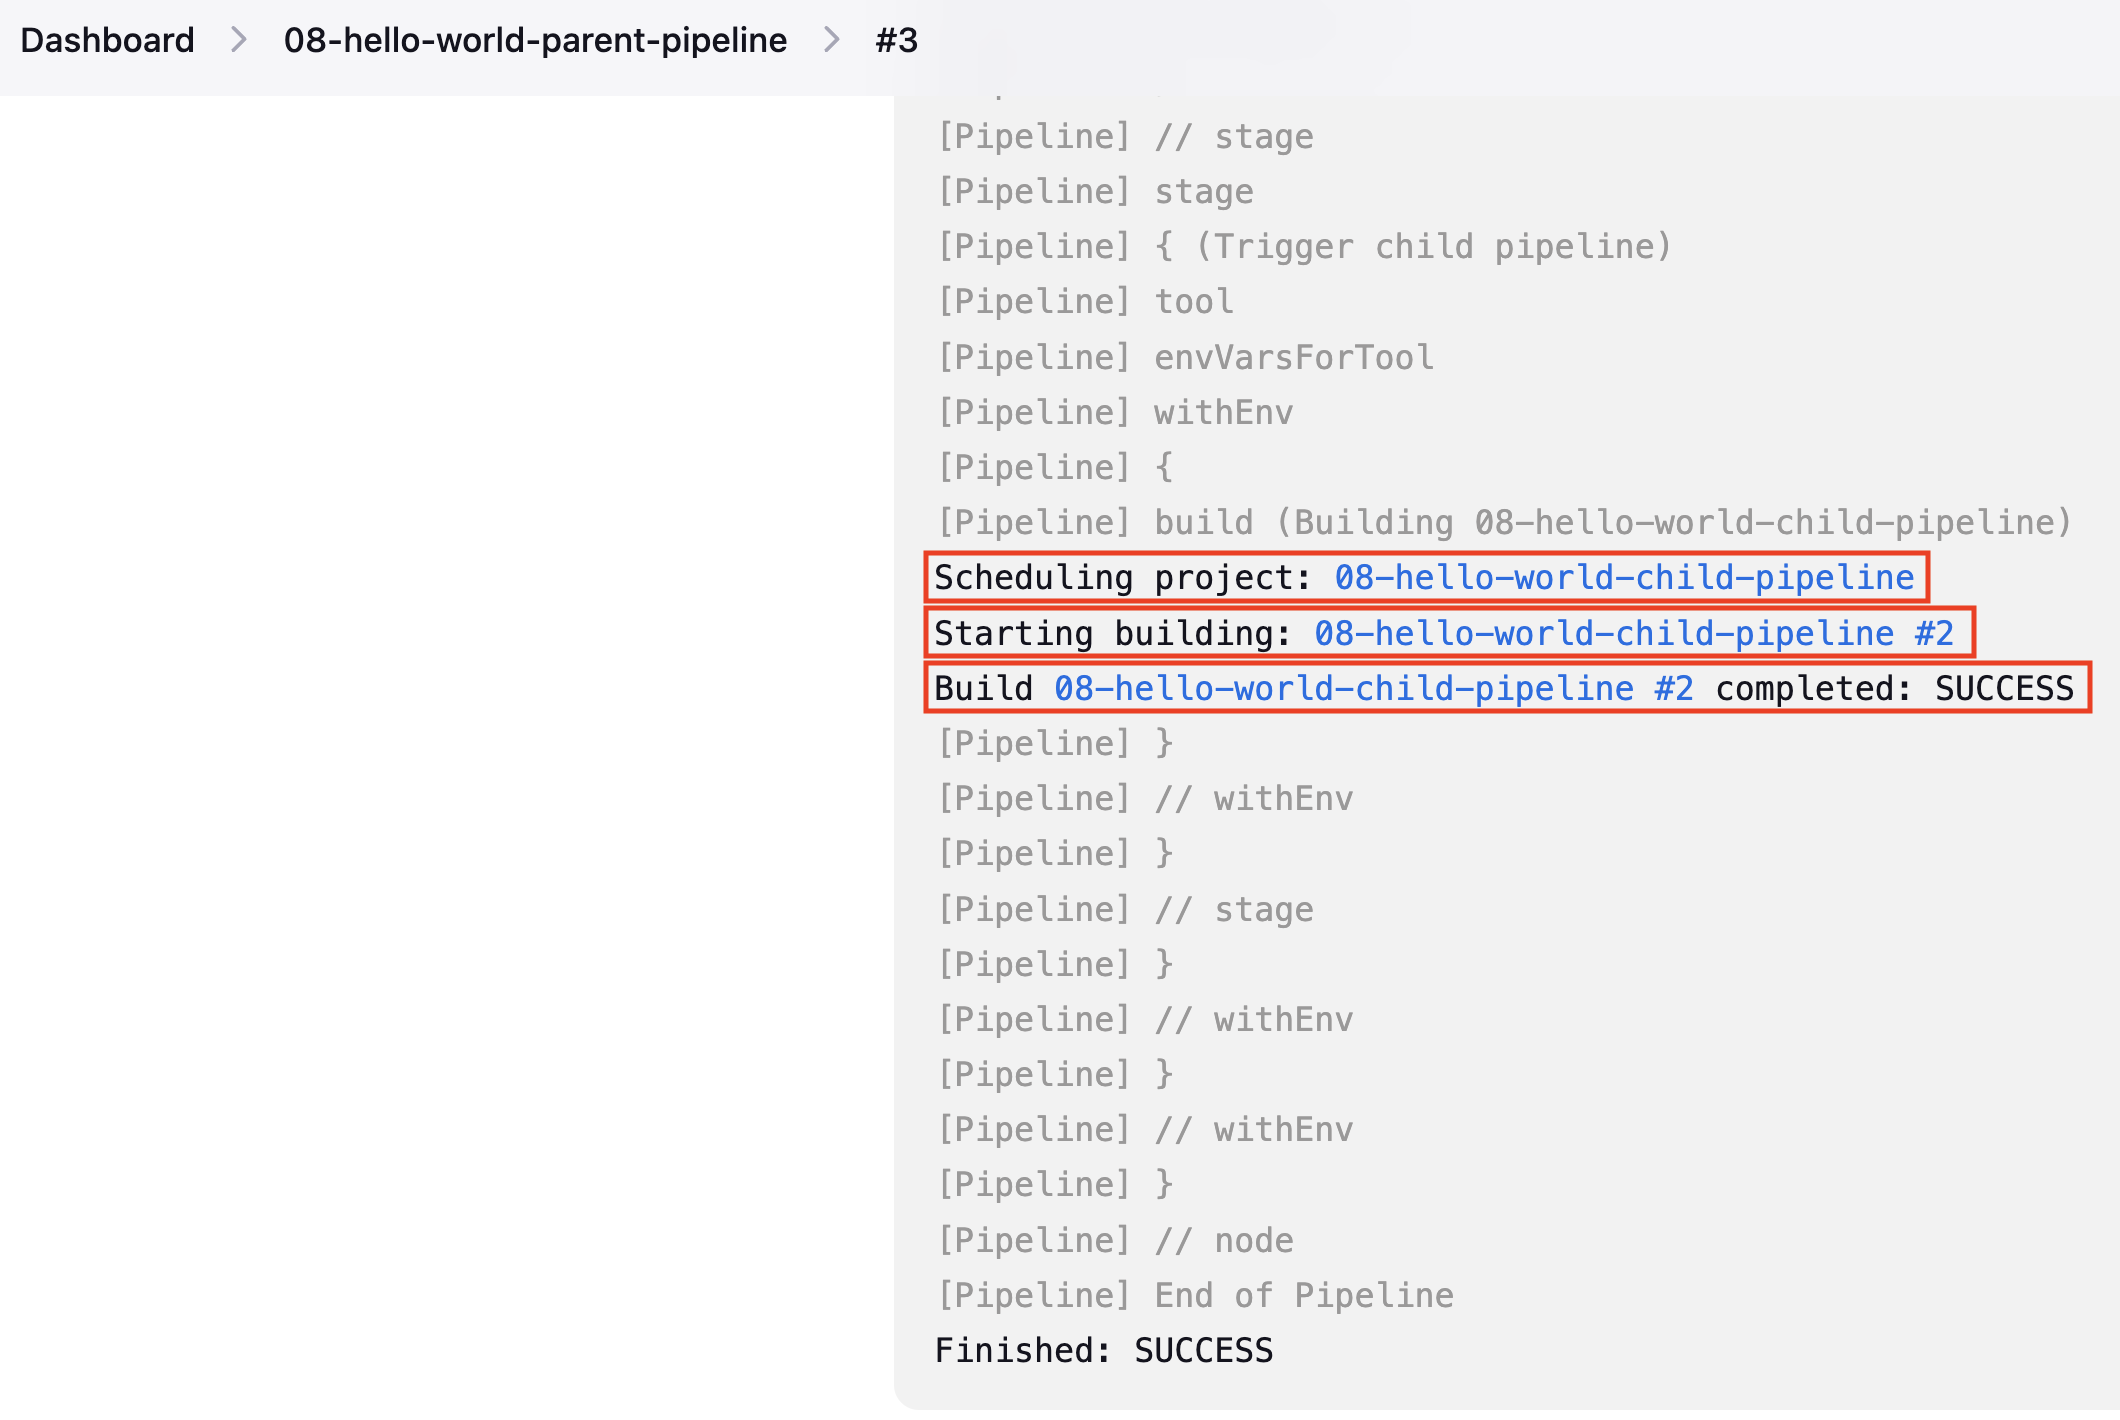 Dashboard > 08-hello-world-parent-pipeline > #3
[Pipeline] // stage
[Pipeline] stage
[Pipeline] { (Trigger child pipeline)
[Pipeline] tool
[Pipeline] envVarsForTool
[Pipeline] withEnv
[Pipeline] {
[Pipeline] build (Building 08-hello-world-child-pipeline)
Scheduling project: 08-hello-world-child-pipeline
Starting building: 08-hello-world-child-pipeline #2
Build 08-hello-world-child-pipeline #2 completed: SUCCESS
[Pipeline] }
[Pipeline] // withEnv
[Pipeline] }
[Pipeline] // stage
[Pipeline] }
[Pipeline] // withEnv
[Pipeline] }
[Pipeline] // withEnv
[Pipeline] }
[Pipeline] // node
[Pipeline] End of Pipeline
Finished: SUCCESS